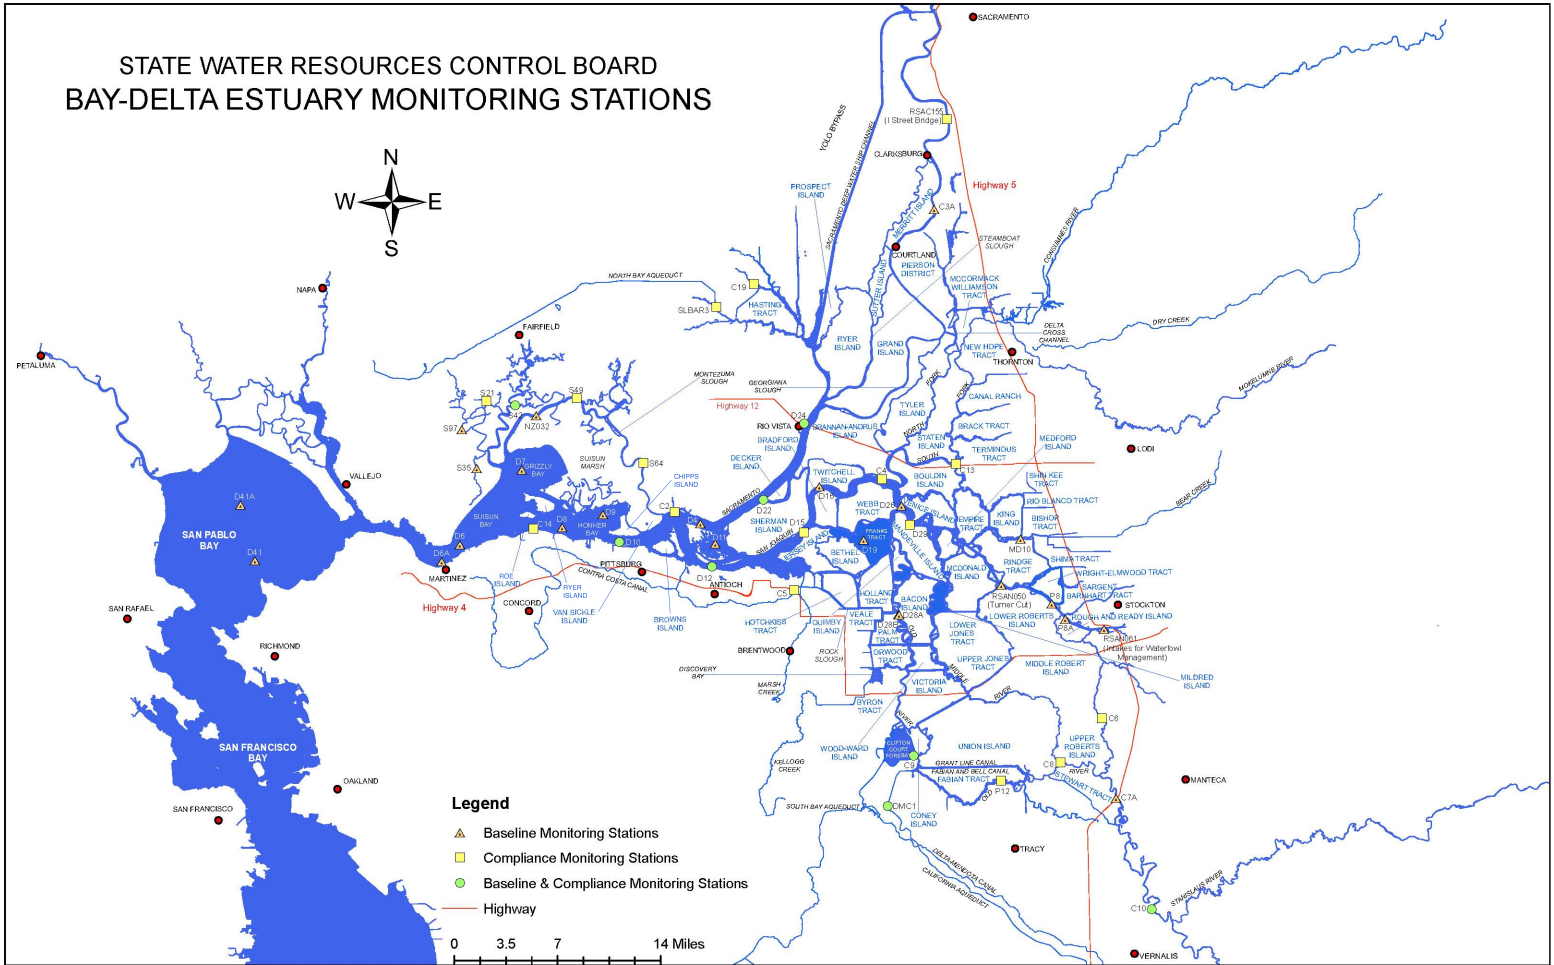 STATE WATER RESOURCES CONTROL BOARD
BAY-DELTA ESTUARY MONITORING STATIONS
N
W
E
S
SACRAMENTO
RSAC155
(I Street Bridge)
YOLO BYPASS
SACRAMENTO DEEP WATER SHIP CHANNEL
CLARKSBURG
Highway 5
PROSPECT
ISLAND
MERRITT ISLAND
C3A
CONSUMNES RIVER
STEAMBOAT
SLOUGH
COURTLAND
PIERSON
DISTRICT
SUTTER ISLAND
MCCORMACK
WILLIAMSON
TRACT
NORTH BAY AQUEDUCT
C19
SLBAR3
HASTING
TRACT
NAPA
FAIRFIELD
RYER
ISLAND
GRAND
ISLAND
DELTA
CROSS
CHANNEL
DRY CREEK
NEW HOPE
TRACT
THORNTON
PETALUMA
MOKELUMNE RIVER
MONTEZUMA
SLOUGH
GEORGIANA
SLOUGH
FORK
FORK
CANAL RANCH
S21
S49
S42
NZ032
S97
Highway 12
D24
RIO VISTA
BRANNAN-ANDRUS
ISLAND
TYLER
ISLAND
NORTH
BRACK TRACT
STATEN
ISLAND
MEDFORD
ISLAND
LODI
BRADFORD
ISLAND
TERMINOUS
TRACT
SOUTH
S35
D7
GRIZZLY
BAY
SUISUN
MARSH
S64
DECKER
ISLAND
C13
VALLEJO
CHIPPS
ISLAND
TWITCHELL
ISLAND
C4
BOULDIN
ISLAND
SHIN KEE
TRACT
BEAR CREEK
D41A
SACRAMENTO
D22
D16
RIO BLANCO TRACT
SUISUN
BAY
C14
D8
D9
HONKER
BAY
C2
D4
WEBB
TRACT
D26
VENICE ISLAND
EMPIRE
TRACT
KING
ISLAND
BISHOP
TRACT
SAN PABLO
BAY
SHERMAN
ISLAND
D15
SAN JOAQUIN
JERSEY ISLAND
FRANKS
TRACT
D19
MANDEVILLE ISLAND
D29
MD10
D41
D6
D6A
MARTINEZ
D10
D11
D12
BETHEL
ISLAND
SHIMA TRACT
RINDGE
TRACT
MCDONALD
ISLAND
WRIGHT-ELMWOOD TRACT
SARGENT
BARNHART TRACT
PITTSBURG
CONTRA COSTA CANAL
ANTIOCH
ROE
ISLAND
RYER
ISLAND
C5
HOLLAND
TRACT
BACON
ISLAND
RSAN050
(Turner Cut)
P8
STOCKTON
Highway 4
CONCORD
VAN SICKLE
ISLAND
BROWNS
ISLAND
HOTCHKISS
TRACT
QUIMBY
ISLAND
VEALE
TRACT
D28A
D28B
PALM
TRACT
OLD
LOWER
JONES
TRACT
LOWER ROBERTS
ISLAND
P8A
ROUGH AND READY ISLAND
RSAN061
(Intakes for Waterfowl
Management)
SAN RAFAEL
RICHMOND
BRENTWOOD
ROCK
SLOUGH
ORWOOD
TRACT
UPPER JONES
TRACT
MIDDLE ROBERT
ISLAND
DISCOVERY
BAY
MARSH
CREEK
VICTORIA
ISLAND
MIDDLE
RIVER
MILDRED
ISLAND
BYRON
TRACT
RIVER
C6
SAN FRANCISCO
BAY
WOOD-WARD
ISLAND
CLIFTON
COURT
FOREBAY
C9
UNION ISLAND
UPPER
ROBERTS
ISLAND
KELLOGG
CREEK
GRANT LINE CANAL
FABIAN AND BELL CANAL
FABIAN TRACT
C8
RIVER
OLD
P12
STEWART TRACT
C7A
OAKLAND
MANTECA
SAN FRANCISCO
SOUTH BAY AQUEDUCT
DMC1
CONEY
ISLAND
TRACY
DELTA-MENDOTA CANAL
CALIFORNIA AQUEDUCT
STANISLAUS RIVER
C10
VERNALIS
Legend
Baseline Monitoring Stations
Compliance Monitoring Stations
Baseline & Compliance Monitoring Stations
Highway
0 3.5 7 14 Miles